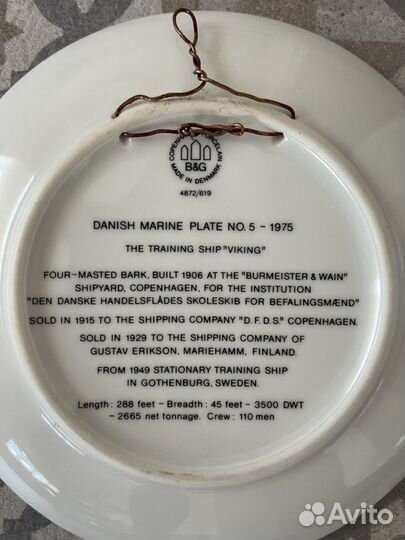 COPENHAGEN PORCELAIN
B&G
MADE IN DENMARK
4872/619
DANISH MARINE PLATE NO. 5 - 1975
THE TRAINING SHIP "VIKING"
FOUR-MASTED BARK, BUILT 1906 AT THE "BURMEISTER & WAIN"
SHIPYARD, COPENHAGEN, FOR THE INSTITUTION
"DEN DANSKE HANDELSFLÅDES SKOLESKIB FOR BEFALINGSMÆND"
SOLD IN 1915 TO THE SHIPPING COMPANY "D.F.D.S." COPENHAGEN.
SOLD IN 1929 TO THE SHIPPING COMPANY OF
GUSTAV ERIKSON, MARIEHAMM, FINLAND.
FROM 1949 STATIONARY TRAINING SHIP
IN GOTHENBURG, SWEDEN.
Length: 288 feet - Breadth: 45 feet - 3500 DWT
- 2665 net tonnage. Crew: 110 men
Avito